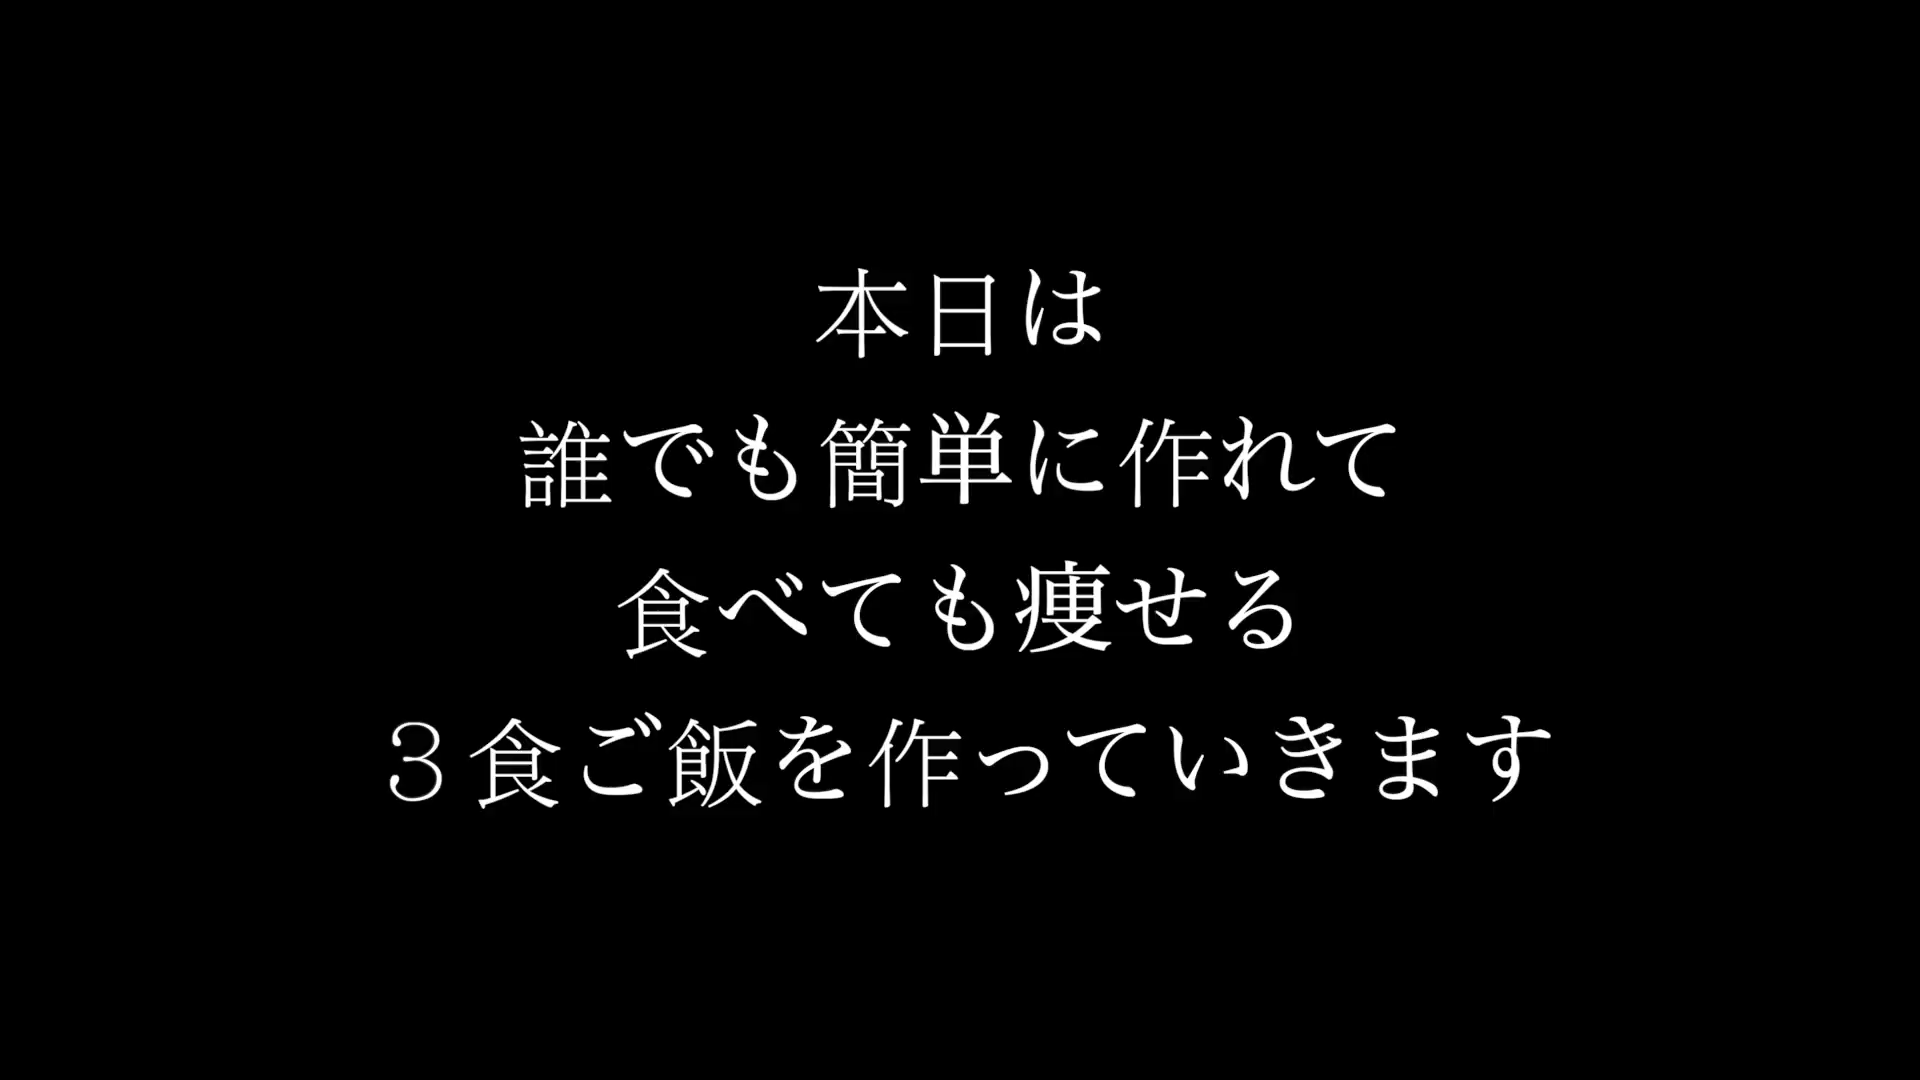 本日は
誰でも簡単に作れて
食べても痩せる
３食ご飯を作っていきます